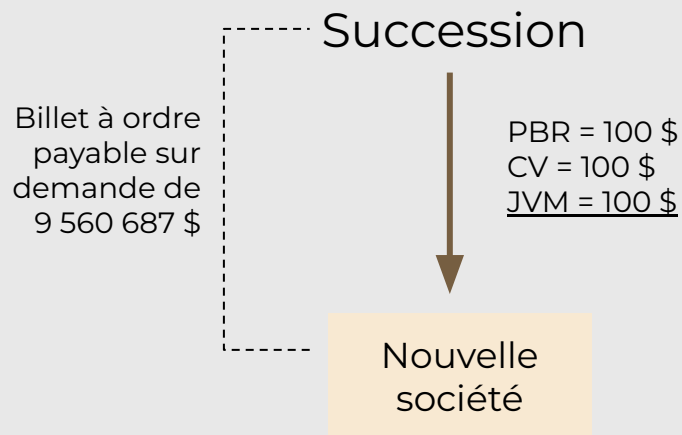 Succession
Billet à ordre
payable sur
demande de
9 560 687 $
PBR = 100 $
CV = 100 $
JVM = 100 $
Nouvelle
société